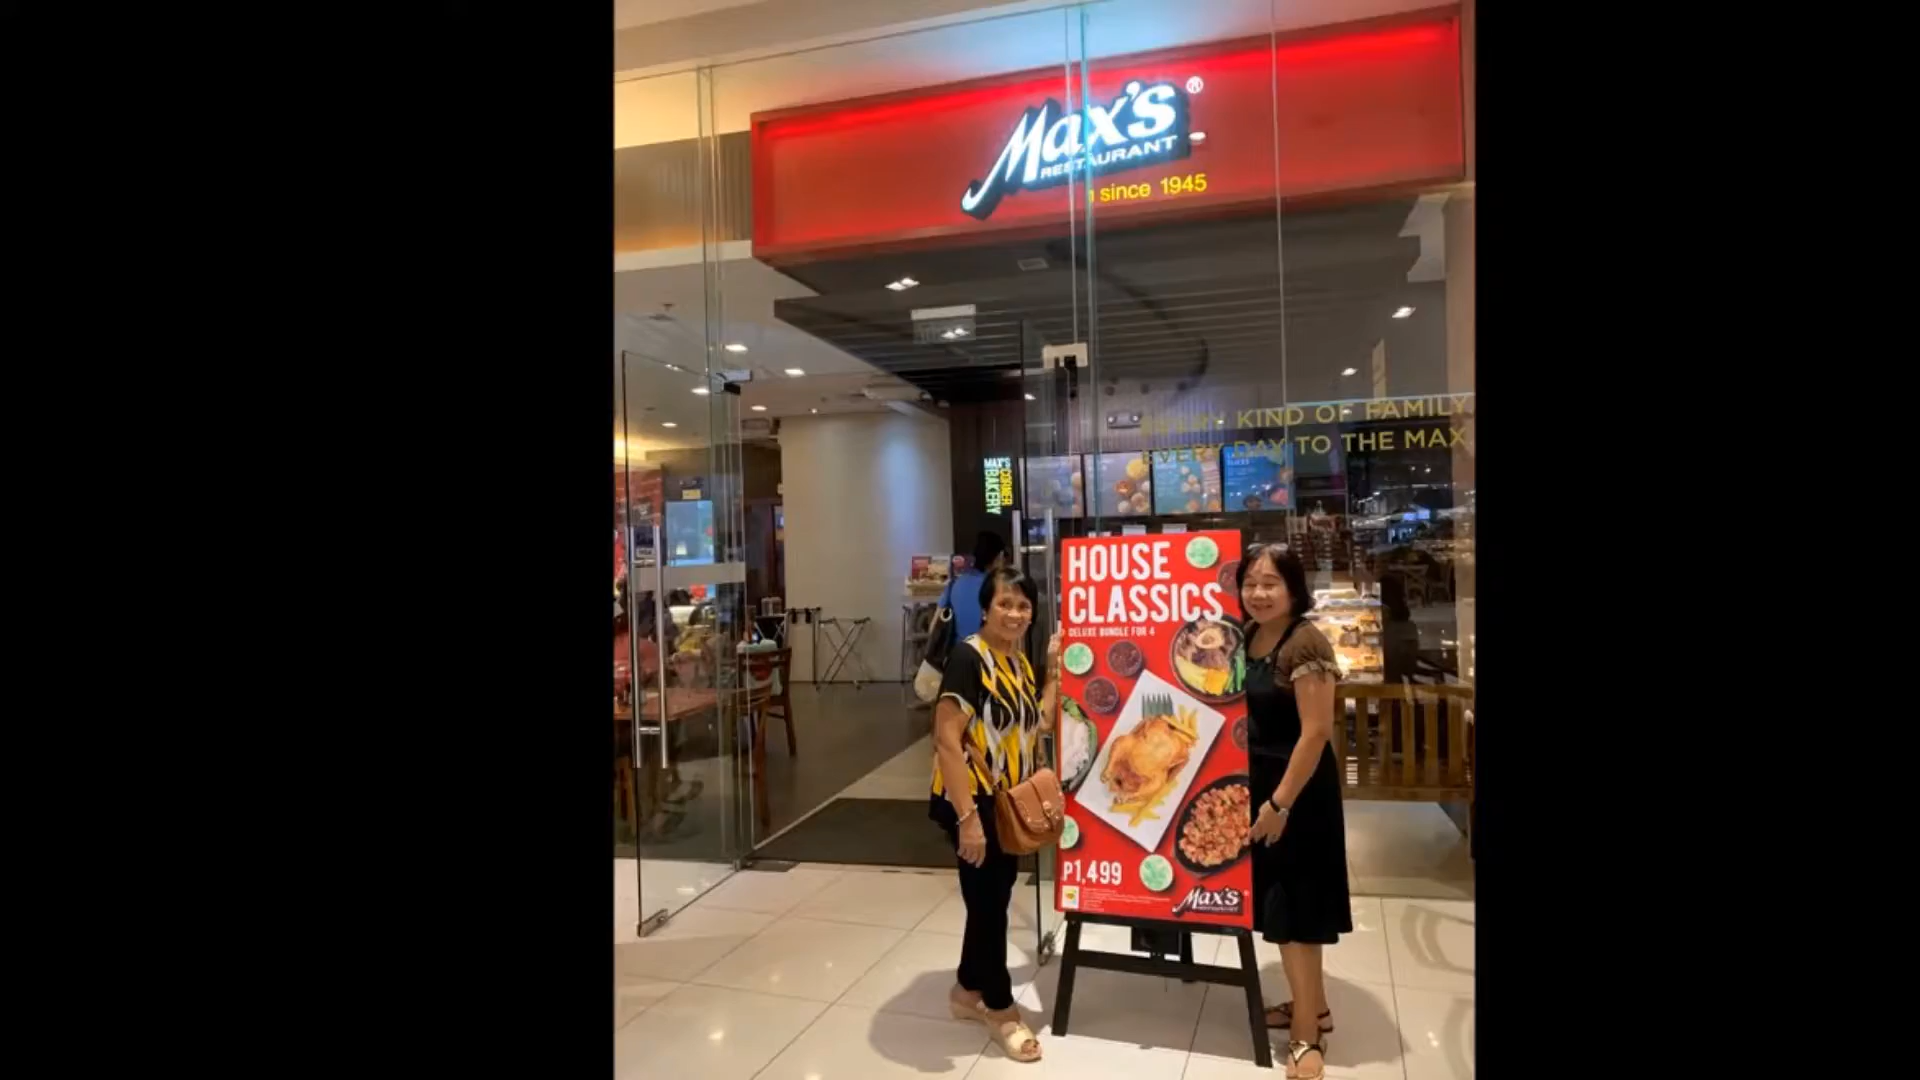 Max's ®
RESTAURANT
since 1945
EVERY KIND OF FAMILY
EVERY DAY TO THE MAX
MAX'S
CORNER
BAKERY
HOUSE
CLASSICS
DELUXE BUNDLE FOR 4
P1,499
Max's
RESTAURANT